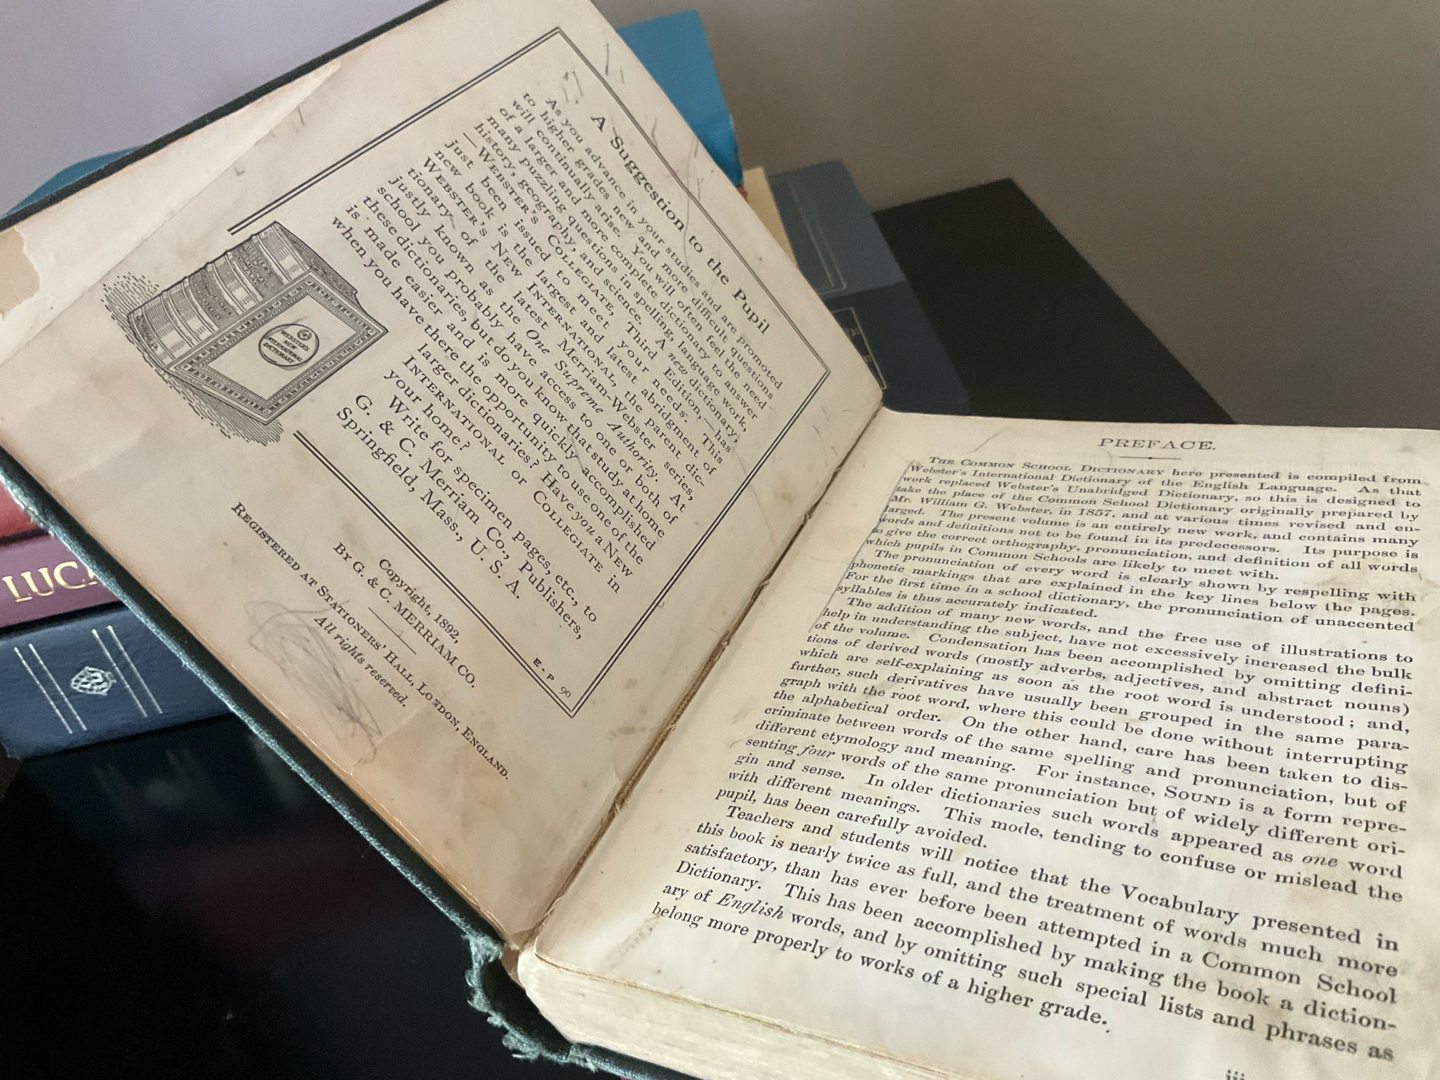 A Suggestion to the Pupil
As you advance in your studies and are promoted
to higher grades new and more difficult questions
will continually arise. You will often feel the need
of a larger and more complete dictionary to answer
many puzzling questions in spelling, language work,
history, geography, and science. A new dictionary,
—WEBSTER'S COLLEGIATE, Third Edition,—has
just been issued to meet your needs. This
new book is the largest and latest abridgment of
WEBSTER'S NEW INTERNATIONAL, the parent dic-
tionary of the latest Merriam-Webster series,
justly known as the One Supreme Authority. At
school you probably have access to one or both of
these dictionaries, but do you know that study at home
is made easier and is more quickly accomplished
when you have there the opportunity to use one of the
larger dictionaries? Have you a NEW
INTERNATIONAL or COLLEGIATE in
your home?
Write for specimen pages, etc., to
G. & C. Merriam Co., Publishers,
Springfield, Mass., U. S. A.
WEBSTER'S
NEW
INTERNATIONAL
DICTIONARY
E. P. 90
Copyright, 1892,
By G. & C. MERRIAM CO.
REGISTERED AT STATIONERS' HALL, LONDON, ENGLAND.
All rights reserved.
LUCA
PREFACE.
THE COMMON SCHOOL DICTIONARY here presented is compiled from
Webster's International Dictionary of the English Language. As that
work replaced Webster's Unabridged Dictionary, so this is designed to
take the place of the Common School Dictionary originally prepared by
Mr. William G. Webster, in 1857, and at various times revised and en-
larged. The present volume is an entirely new work, and contains many
words and definitions not to be found in its predecessors. Its purpose is
to give the correct orthography, pronunciation, and definition of all words
which pupils in Common Schools are likely to meet with.
The pronunciation of every word is clearly shown by respelling with
phonetic markings that are explained in the key lines below the pages.
For the first time in a school dictionary, the pronunciation of unaccented
syllables is thus accurately indicated.
The addition of many new words, and the free use of illustrations to
help in understanding the subject, have not excessively increased the bulk
of the volume. Condensation has been accomplished by omitting defini-
tions of derived words (mostly adverbs, adjectives, and abstract nouns)
which are self-explaining as soon as the root word is understood; and,
further, such derivatives have usually been grouped in the same para-
graph with the root word, where this could be done without interrupting
the alphabetical order. On the other hand, care has been taken to dis-
criminate between words of the same spelling and pronunciation, but of
different etymology and meaning. For instance, SOUND is a form repre-
senting four words of the same pronunciation but of widely different ori-
gin and sense. In older dictionaries such words appeared as one word
with different meanings. This mode, tending to confuse or mislead the
pupil, has been carefully avoided.
Teachers and students will notice that the Vocabulary presented in
this book is nearly twice as full, and the treatment of words much more
satisfactory, than has ever before been attempted in a Common School
Dictionary. This has been accomplished by making the book a diction-
ary of English words, and by omitting such special lists and phrases as
belong more properly to works of a higher grade.
iii